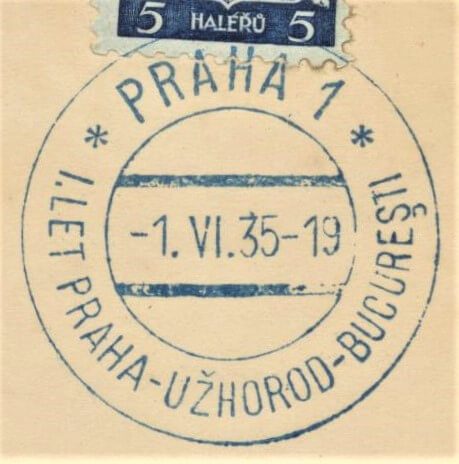 5 HALÉŘŮ 5
PRAHA 1
-1.VI.35-19
* I.LET PRAHA-UŽHOROD-BUCUREŞTI *